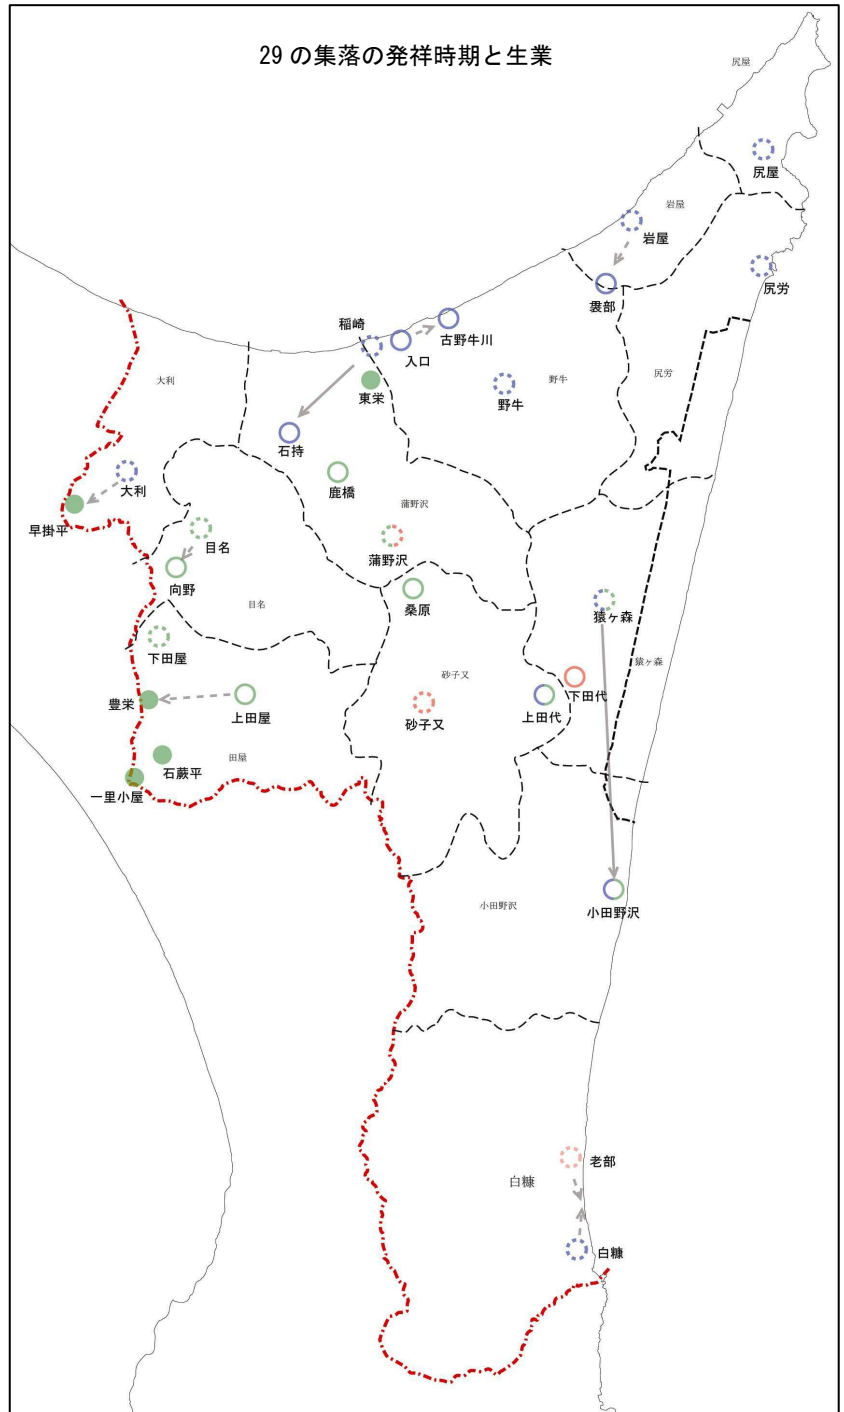 29 の集落の発祥時期と生業
尻屋
尻屋
岩屋
岩屋
尻労
袰部
稲崎
古野牛川
入口
東栄
野牛
野牛
尻労
大利
石持
鹿橋
大利
蒲野沢
早掛平
目名
蒲野沢
向野
桑原
目名
猿ヶ森
下田屋
猿ヶ森
砂子又
下田代
豊栄
上田屋
砂子又
上田代
石蕨平
田屋
一里小屋
小田野沢
小田野沢
老部
白糠
白糠